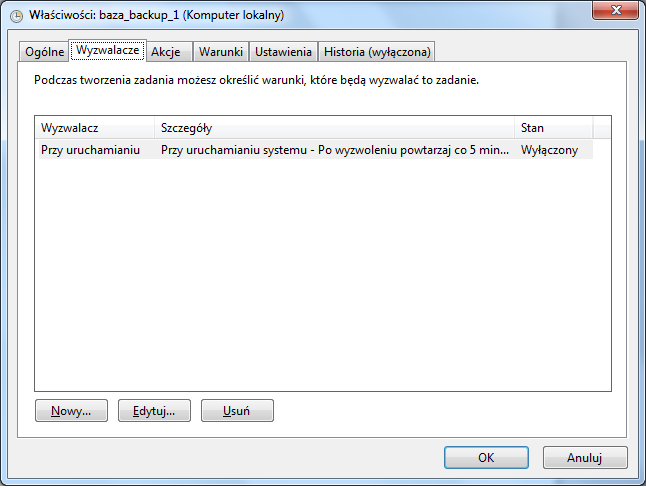 Właściwości: baza_backup_1 (Komputer lokalny)
Ogólne Wyzwalacze Akcje Warunki Ustawienia Historia (wyłączona)
Podczas tworzenia zadania możesz określić warunki, które będą wyzwalać to zadanie.
Wyzwalacz Szczegóły Stan
Przy uruchamianiu Przy uruchamianiu systemu - Po wyzwoleniu powtarzaj co 5 min... Wyłączony
Nowy... Edytuj... Usuń
OK Anuluj